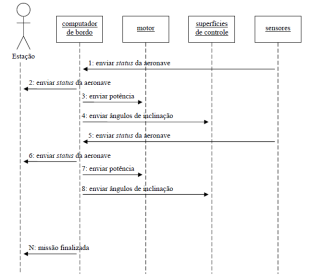 computador
de bordo
motor
superfícies
de controle
sensores
Estação
1: enviar status da aeronave
2: enviar status da aeronave
3: enviar potência
4: enviar ângulos de inclinação
5: enviar status da aeronave
6: enviar status da aeronave
7: enviar potência
8: enviar ângulos de inclinação
N: missão finalizada